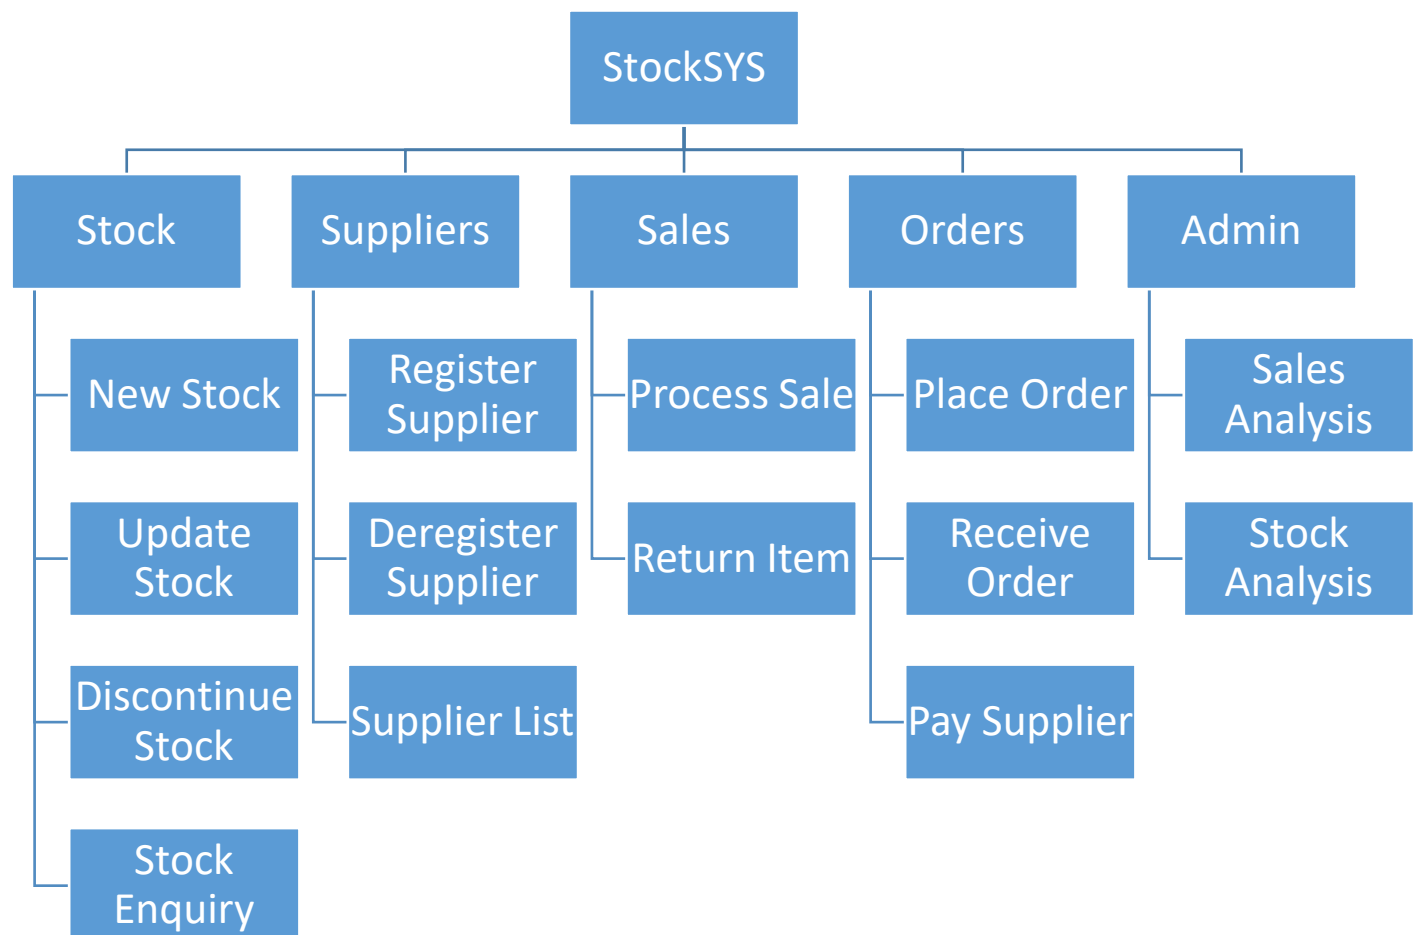 StockSYS
Stock
Suppliers
Sales
Orders
Admin
New Stock
Register
Supplier
Process Sale
Place Order
Sales
Analysis
Update
Stock
Deregister
Supplier
Return Item
Receive
Order
Stock
Analysis
Discontinue
Stock
Supplier List
Pay Supplier
Stock
Enquiry